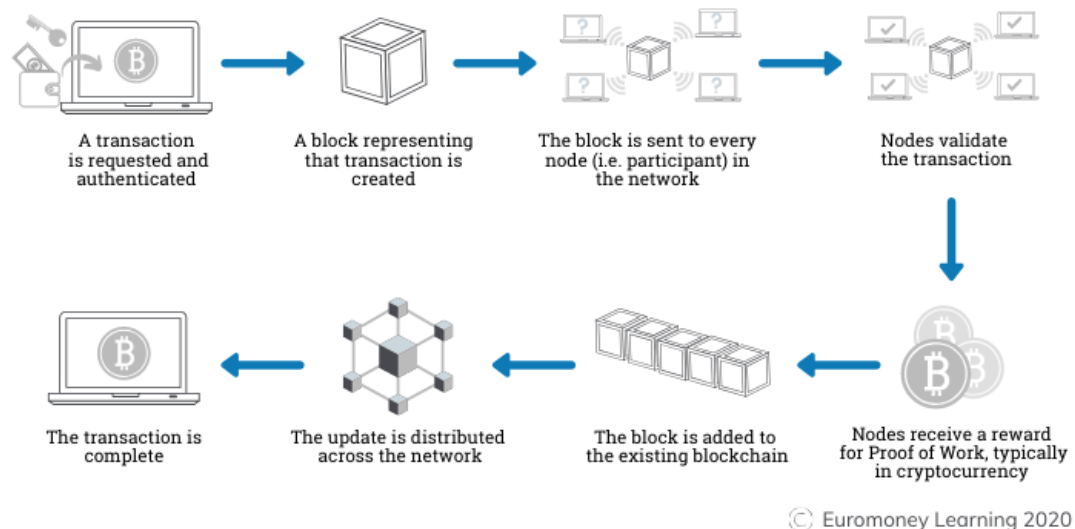 A transaction
is requested and
authenticated
A block representing
that transaction is
created
The block is sent to every
node (i.e. participant) in
the network
Nodes validate
the transaction
?
?
?
?
Nodes receive a reward
for Proof of Work, typically
in cryptocurrency
The block is added to
the existing blockchain
The update is distributed
across the network
The transaction is
complete
© Euromoney Learning 2020